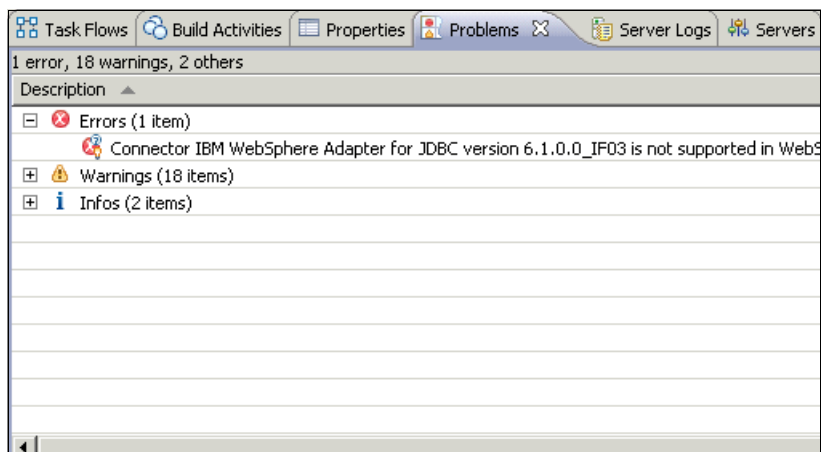 Task Flows Build Activities Properties Problems Server Logs Servers
1 error, 18 warnings, 2 others
Description
Errors (1 item)
Connector IBM WebSphere Adapter for JDBC version 6.1.0.0_IF03 is not supported in WebS
Warnings (18 items)
Infos (2 items)